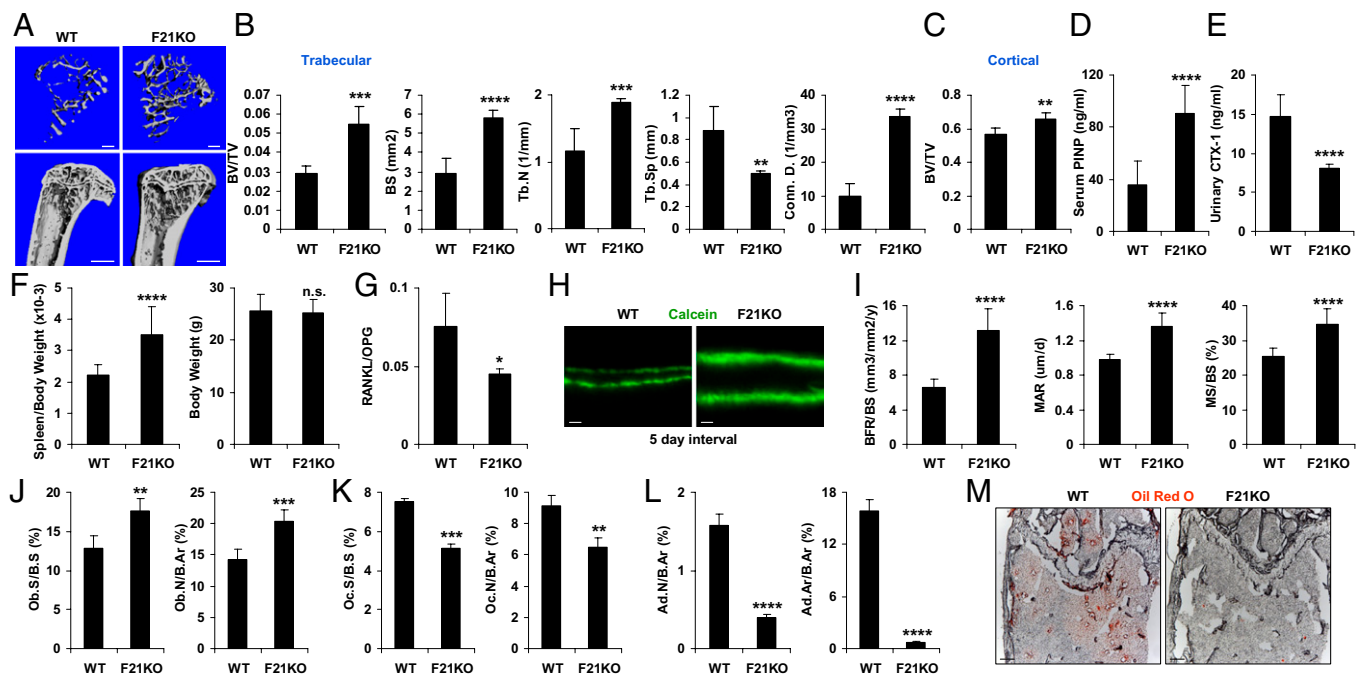 A
WT
F21KO
B
Trabecular
BV/TV
0.07
0.06
0.05
0.04
0.03
0.02
0.01
0
***
WT
F21KO
BS (mm2)
7
6
5
4
3
2
1
0
****
WT
F21KO
Tb.N (1/mm)
2
1
0
***
WT
F21KO
Tb.Sp (mm)
1.2
1
0.8
0.6
0.4
0.2
0
**
WT
F21KO
Conn. D. (1/mm3)
40
30
20
10
0
****
WT
F21KO
C
Cortical
BV/TV
0.8
0.6
0.4
0.2
0
**
WT
F21KO
D
Serum PINP (ng/ml)
120
80
40
0
****
WT
F21KO
E
Urinary CTX-1 (ng/ml)
20
15
10
5
0
****
WT
F21KO
F
Spleen/Body Weight (x10-3)
5
4
3
2
1
0
****
WT
F21KO
Body Weight (g)
30
20
10
0
n.s.
WT
F21KO
G
RANKL/OPG
0.1
0.05
0
*
WT
F21KO
H
WT
Calcein
F21KO
5 day interval
I
BFR/BS (mm3/mm2/y)
20
15
10
5
0
****
WT
F21KO
MAR (um/d)
1.8
1.4
1
0.4
0
****
WT
F21KO
MS/BS (%)
40
30
20
10
0
****
WT
F21KO
J
Ob.S/B.S (%)
20
15
10
5
0
**
WT
F21KO
Ob.N/B.Ar (%)
25
20
15
10
5
0
***
WT
F21KO
K
Oc.S/B.S (%)
8
6
4
2
0
***
WT
F21KO
Oc.N/B.Ar (%)
10
8
6
4
2
0
**
WT
F21KO
L
Ad.N/B.Ar (%)
2
1
0
****
WT
F21KO
Ad.Ar/B.Ar (%)
18
15
12
9
6
3
0
****
WT
F21KO
M
WT
Oil Red O
F21KO